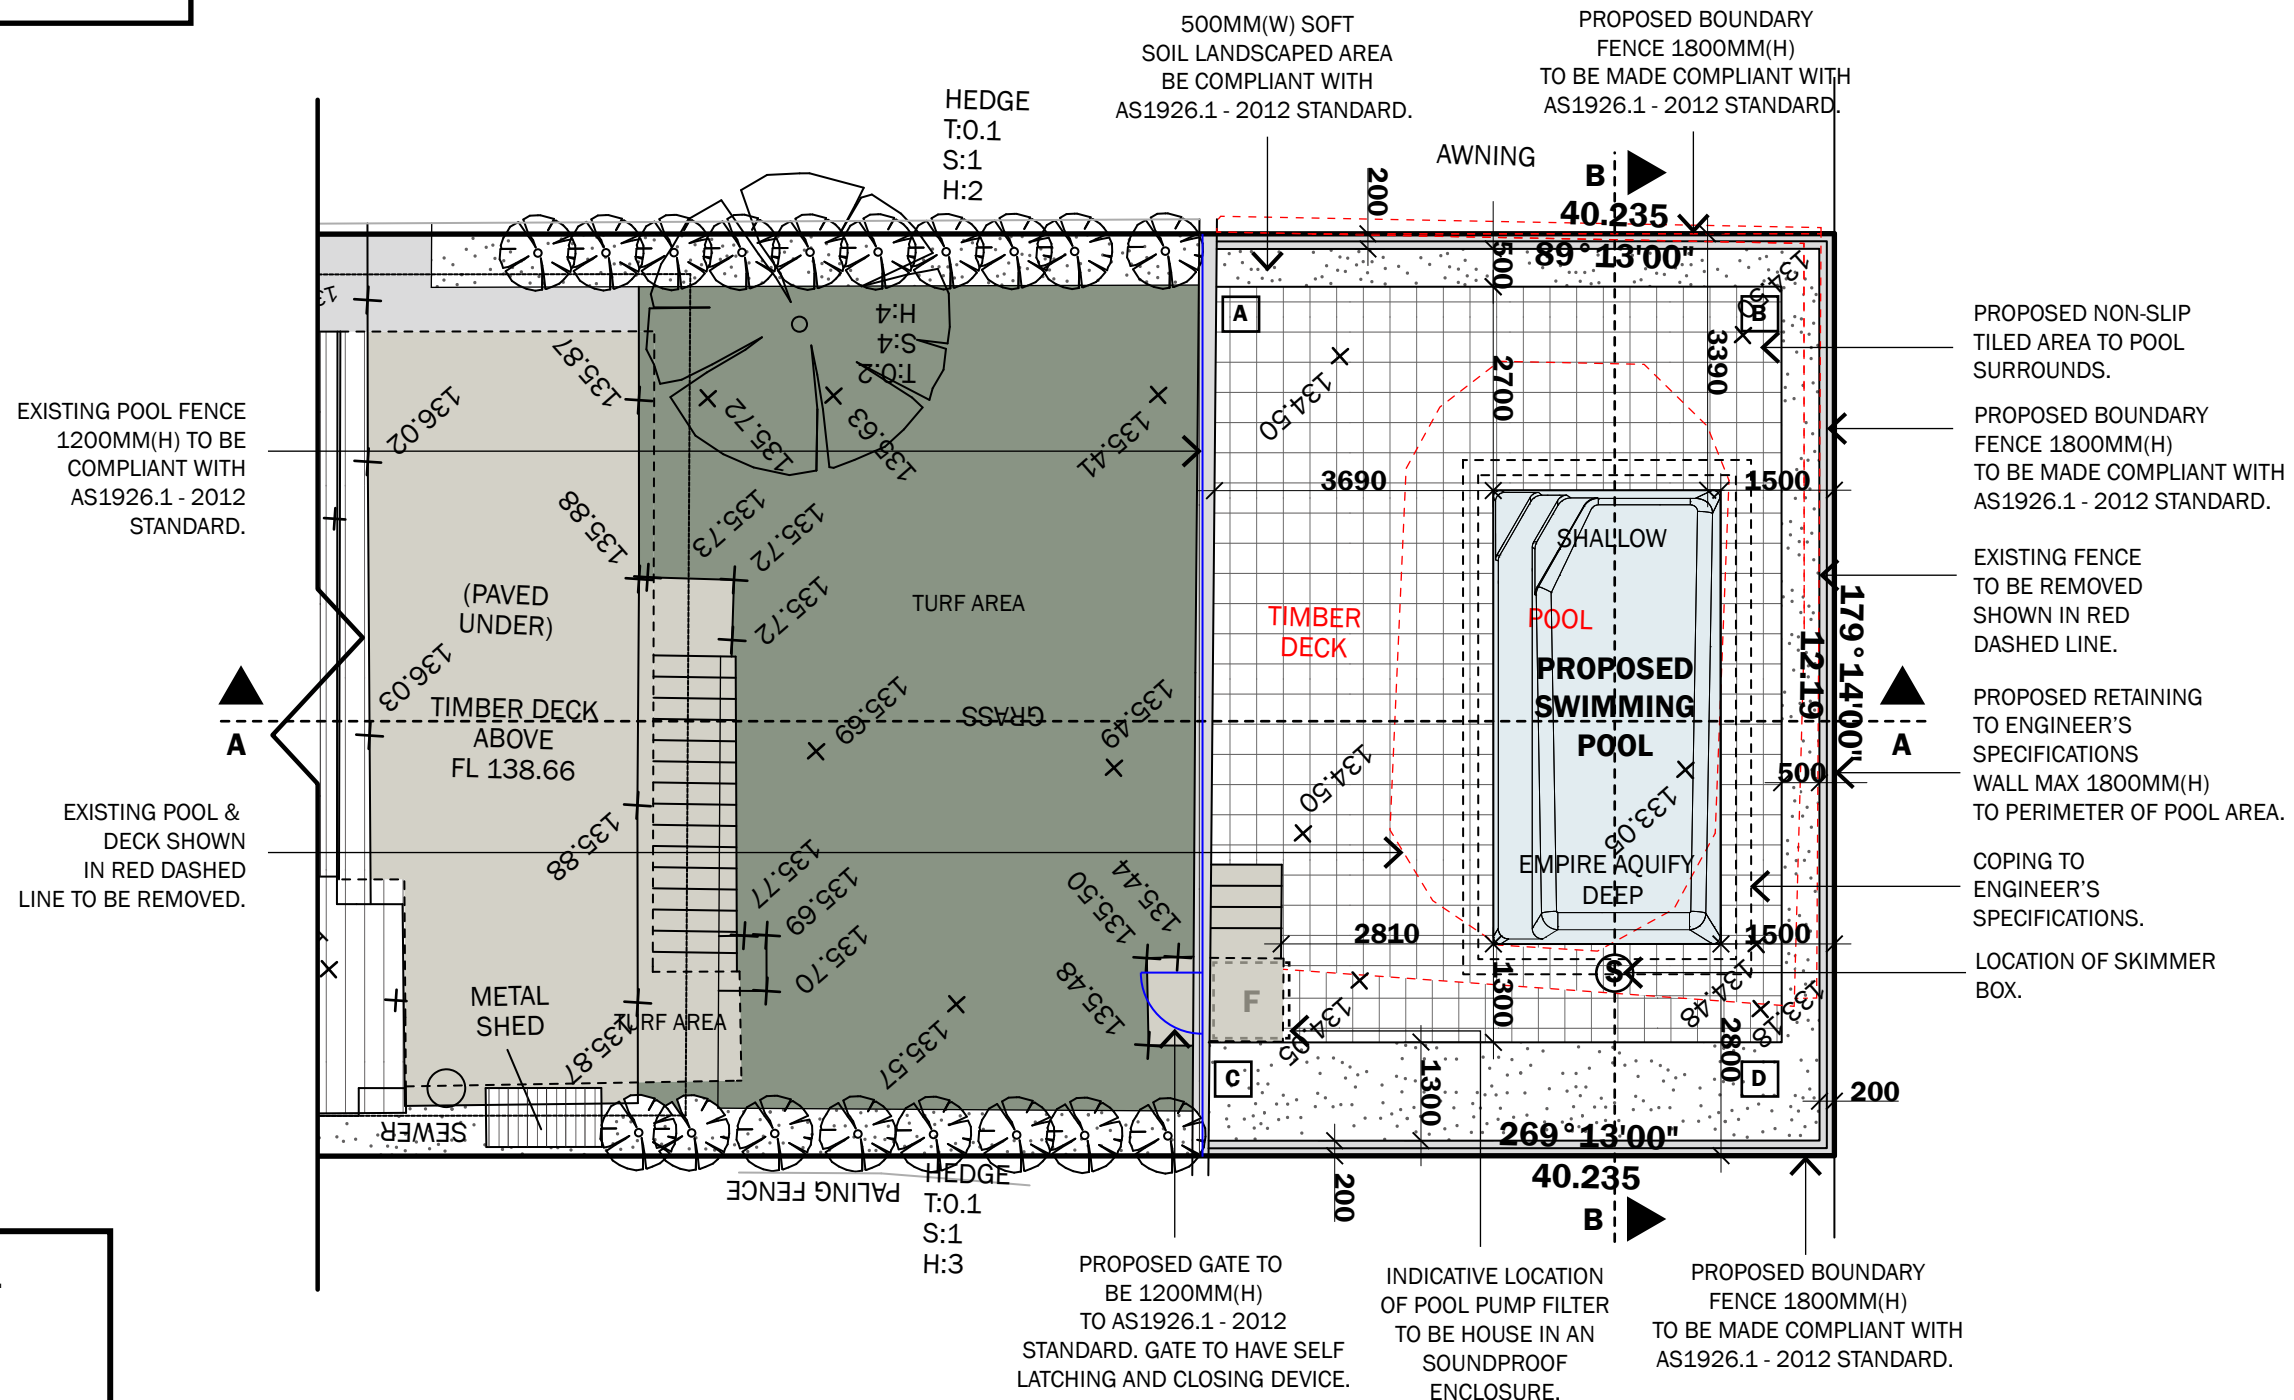 500MM(W) SOFT
SOIL LANDSCAPED AREA
BE COMPLIANT WITH
AS1926.1 - 2012 STANDARD.
PROPOSED BOUNDARY
FENCE 1800MM(H)
TO BE MADE COMPLIANT WITH
AS1926.1 - 2012 STANDARD.
HEDGE
T:0.1
S:1
H:2
AWNING
B
200
40.235
89°13'00"
500
134.50
A
B
3390
2700
134.50
H:4
S:4
T:0.2
135.87
136.02
135.72
135.63
135.41
EXISTING POOL FENCE
1200MM(H) TO BE
COMPLIANT WITH
AS1926.1 - 2012
STANDARD.
PROPOSED NON-SLIP
TILED AREA TO POOL
SURROUNDS.
PROPOSED BOUNDARY
FENCE 1800MM(H)
TO BE MADE COMPLIANT WITH
AS1926.1 - 2012 STANDARD.
3690
1500
135.88
135.73
135.72
135.72
SHALLOW
EXISTING FENCE
TO BE REMOVED
SHOWN IN RED
DASHED LINE.
(PAVED
UNDER)
TURF AREA
TIMBER
DECK
POOL
179°14'00"
12.19
136.03
TIMBER DECK
ABOVE
FL 138.66
135.69
GRASS
135.49
PROPOSED
SWIMMING
POOL
A
A
PROPOSED RETAINING
TO ENGINEER'S
SPECIFICATIONS
WALL MAX 1800MM(H)
TO PERIMETER OF POOL AREA.
500
134.50
133.05
EXISTING POOL &
DECK SHOWN
IN RED DASHED
LINE TO BE REMOVED.
135.88
135.77
135.69
135.70
135.50
135.44
EMPIRE AQUIFY
DEEP
COPING TO
ENGINEER'S
SPECIFICATIONS.
2810
1500
LOCATION OF SKIMMER
BOX.
S
1300
134.48
133.18
135.48
F
134.05
METAL
SHED
TURF AREA
135.87
135.57
2800
C
1300
D
200
SEWER
269°13'00"
40.235
PALING FENCE
HEDGE
T:0.1
S:1
H:3
200
B
PROPOSED GATE TO
BE 1200MM(H)
TO AS1926.1 - 2012
STANDARD. GATE TO HAVE SELF
LATCHING AND CLOSING DEVICE.
INDICATIVE LOCATION
OF POOL PUMP FILTER
TO BE HOUSE IN AN
SOUNDPROOF
ENCLOSURE.
PROPOSED BOUNDARY
FENCE 1800MM(H)
TO BE MADE COMPLIANT WITH
AS1926.1 - 2012 STANDARD.